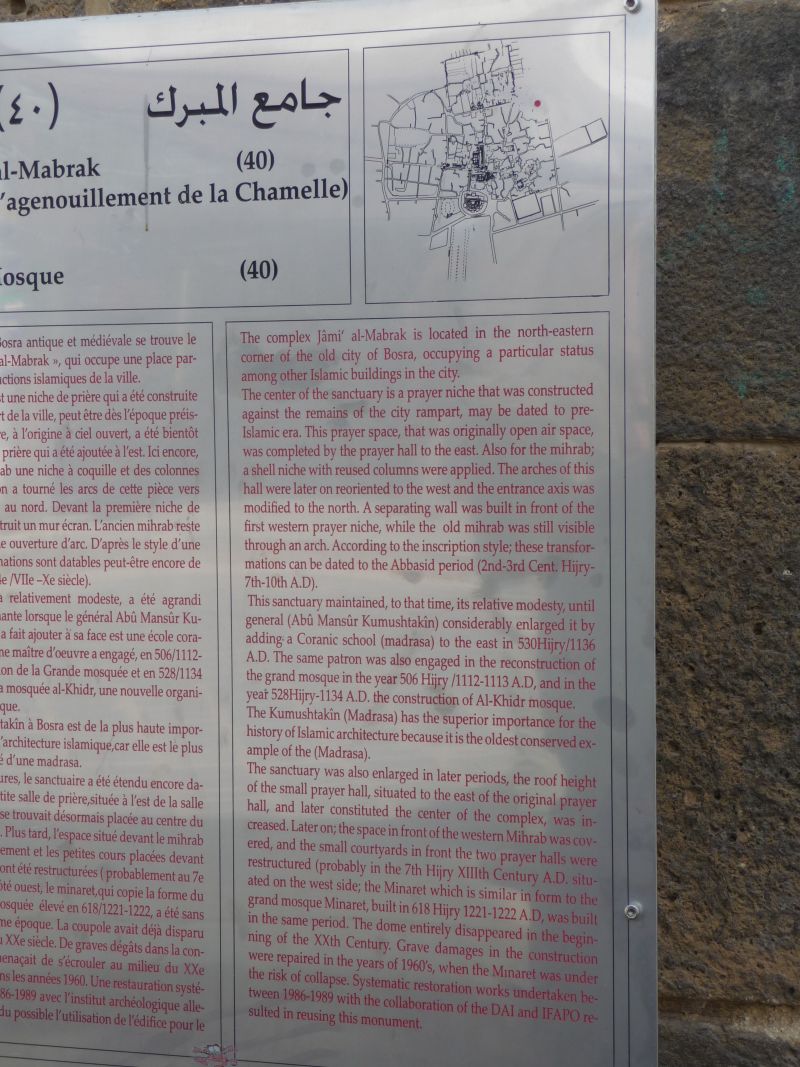 جامع المبرك (٤٠)
al-Mabrak (40)
'agenouillement de la Chamelle)
Mosque (40)
Bosra antique et médiévale se trouve le
al-Mabrak », qui occupe une place par-
uctions islamiques de la ville.
st une niche de prière qui a été construite
rt de la ville, peut être dès l'époque préis-
re, à l'origine à ciel ouvert, a été bientôt
prière qui a été ajoutée à l'est. Ici encore,
ab une niche à coquille et des colonnes
on a tourné les arcs de cette pièce vers
au nord. Devant la première niche de
truit un mur écran. L'ancien mihrab reste
e ouverture d'arc. D'après le style d'une
mations sont datables peut-être encore de
e /VIIe –Xe siècle).
a relativement modeste, a été agrandi
ante lorsque le général Abû Mansûr Ku-
a fait ajouter à sa face est une école cora-
me maître d'oeuvre a engagé, en 506/1112-
ion de la Grande mosquée et en 528/1134
a mosquée al-Khidr, une nouvelle organi-
que.
takîn à Bosra est de la plus haute impor-
l'architecture islamique,car elle est le plus
é d'une madrasa.
ures, le sanctuaire a été étendu encore da-
tite salle de prière,située à l'est de la salle
se trouvait désormais placée au centre du
. Plus tard, l'espace situé devant le mihrab
ement et les petites cours placées devant
ont été restructurées ( probablement au 7e
ôté ouest, le minaret,qui copie la forme du
osquée élevé en 618/1221-1222, a été sans
me époque. La coupole avait déjà disparu
u XXe siècle. De graves dégâts dans la con-
enaçait de s'écrouler au milieu du XXe
ns les années 1960. Une restauration systé-
86-1989 avec l'institut archéologique alle-
du possible l'utilisation de l'édifice pour le
The complex Jâmi' al-Mabrak is located in the north-eastern
corner of the old city of Bosra, occupying a particular status
among other Islamic buildings in the city.
The center of the sanctuary is a prayer niche that was constructed
against the remains of the city rampart, may be dated to pre-
Islamic era. This prayer space, that was originally open air space,
was completed by the prayer hall to the east. Also for the mihrab;
a shell niche with reused columns were applied. The arches of this
hall were later on reoriented to the west and the entrance axis was
modified to the north. A separating wall was built in front of the
first western prayer niche, while the old mihrab was still visible
through an arch. According to the inscription style; these transfor-
mations can be dated to the Abbasid period (2nd-3rd Cent. Hijry-
7th-10th A.D).
This sanctuary maintained, to that time, its relative modesty, until
general (Abû Mansûr Kumushtakîn) considerably enlarged it by
adding a Coranic school (madrasa) to the east in 530Hijry/1136
A.D. The same patron was also engaged in the reconstruction of
the grand mosque in the year 506 Hijry /1112-1113 A.D, and in the
year 528Hijry-1134 A.D. the construction of Al-Khidr mosque.
The Kumushtakîn (Madrasa) has the superior importance for the
history of Islamic architecture because it is the oldest conserved ex-
ample of the (Madrasa).
The sanctuary was also enlarged in later periods, the roof height
of the small prayer hall, situated to the east of the original prayer
hall, and later constituted the center of the complex, was in-
creased. Later on; the space in front of the western Mihrab was cov-
ered, and the small courtyards in front the two prayer halls were
restructured (probably in the 7th Hijry XIIIth Century A.D. situ-
ated on the west side; the Minaret which is similar in form to the
grand mosque Minaret, built in 618 Hijry 1221-1222 A.D, was built
in the same period. The dome entirely disappeared in the begin-
ning of the XXth Century. Grave damages in the construction
were repaired in the years of 1960's, when the Minaret was under
the risk of collapse. Systematic restoration works undertaken be-
tween 1986-1989 with the collaboration of the DAI and IFAPO re-
sulted in reusing this monument.